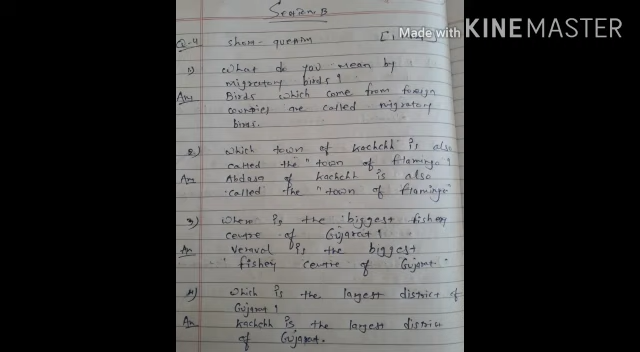 Section B
Made with KINEMASTER
Q-4 Short-question
1) What do you mean by
migratory birds?
Ans Birds which come from foreign
countries are called migratory
birds.
2) Which town of Kachchh is also
called the "town of flamingo"?
Ans Abdasa of Kachchh is also
called the "town of flamingo"
3) Where is the biggest fishery
centre of Gujarat?
Ans Veraval is the biggest
fishery centre of Gujarat.
4) Which is the largest district of
Gujarat?
Ans Kachchh is the largest district
of Gujarat.